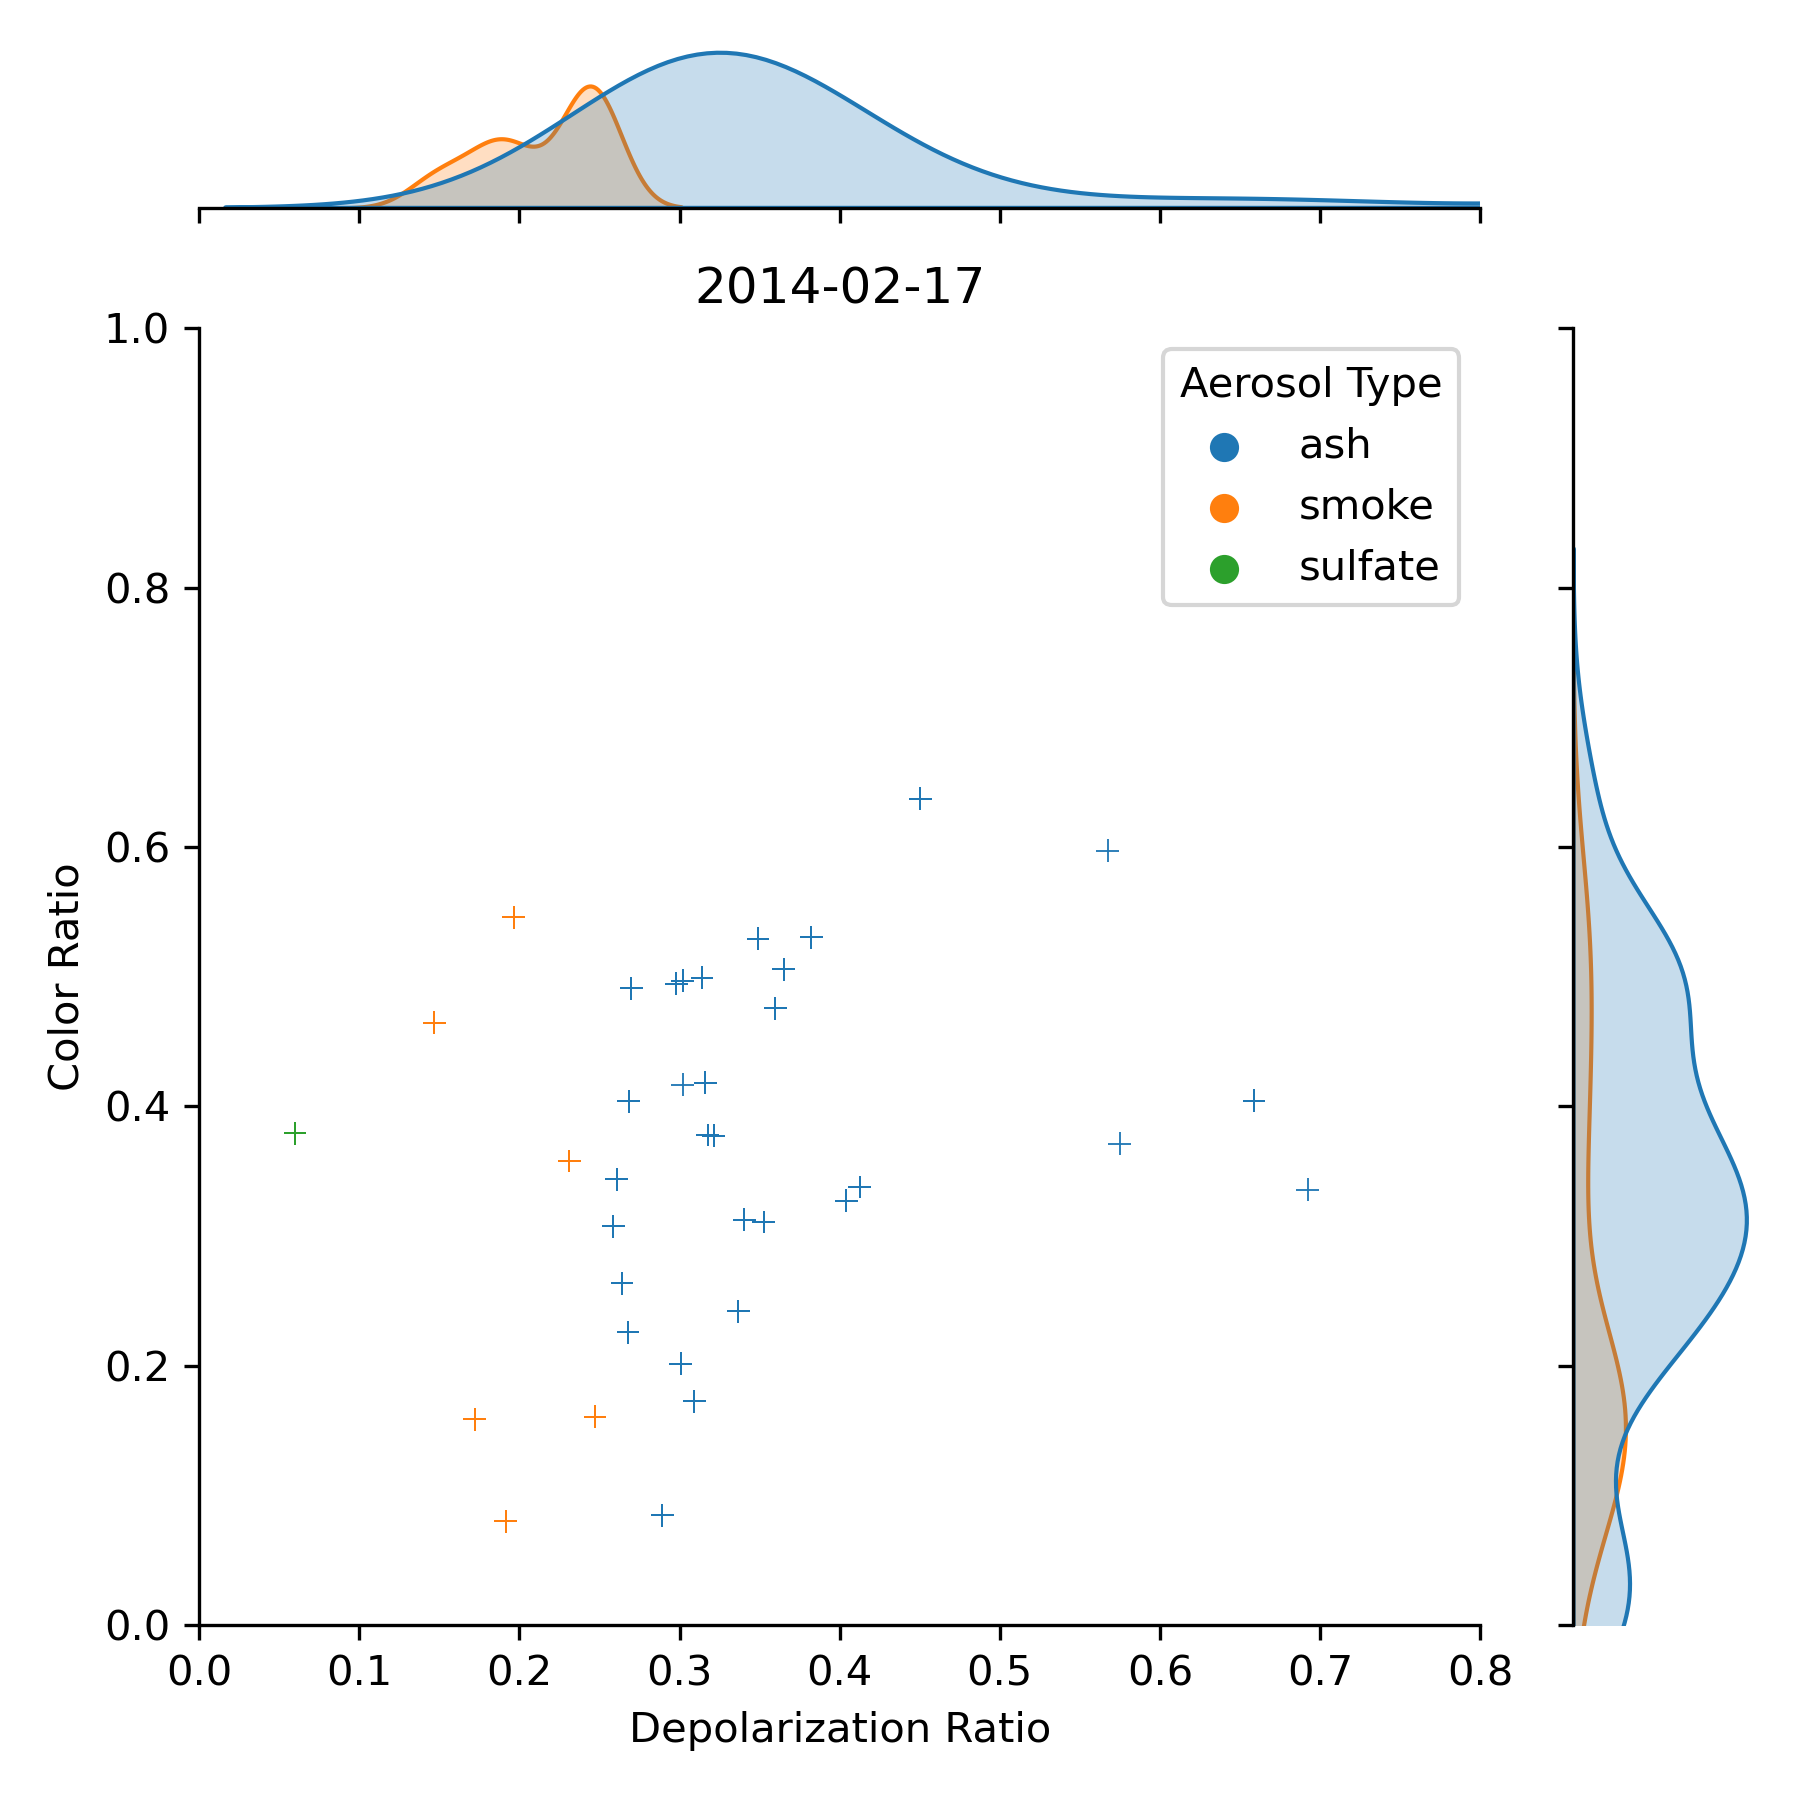 2014-02-17
Aerosol Type
ash
smoke
sulfate
1.0
0.8
0.6
0.4
0.2
0.0
Color Ratio
0.0 0.1 0.2 0.3 0.4 0.5 0.6 0.7 0.8
Depolarization Ratio